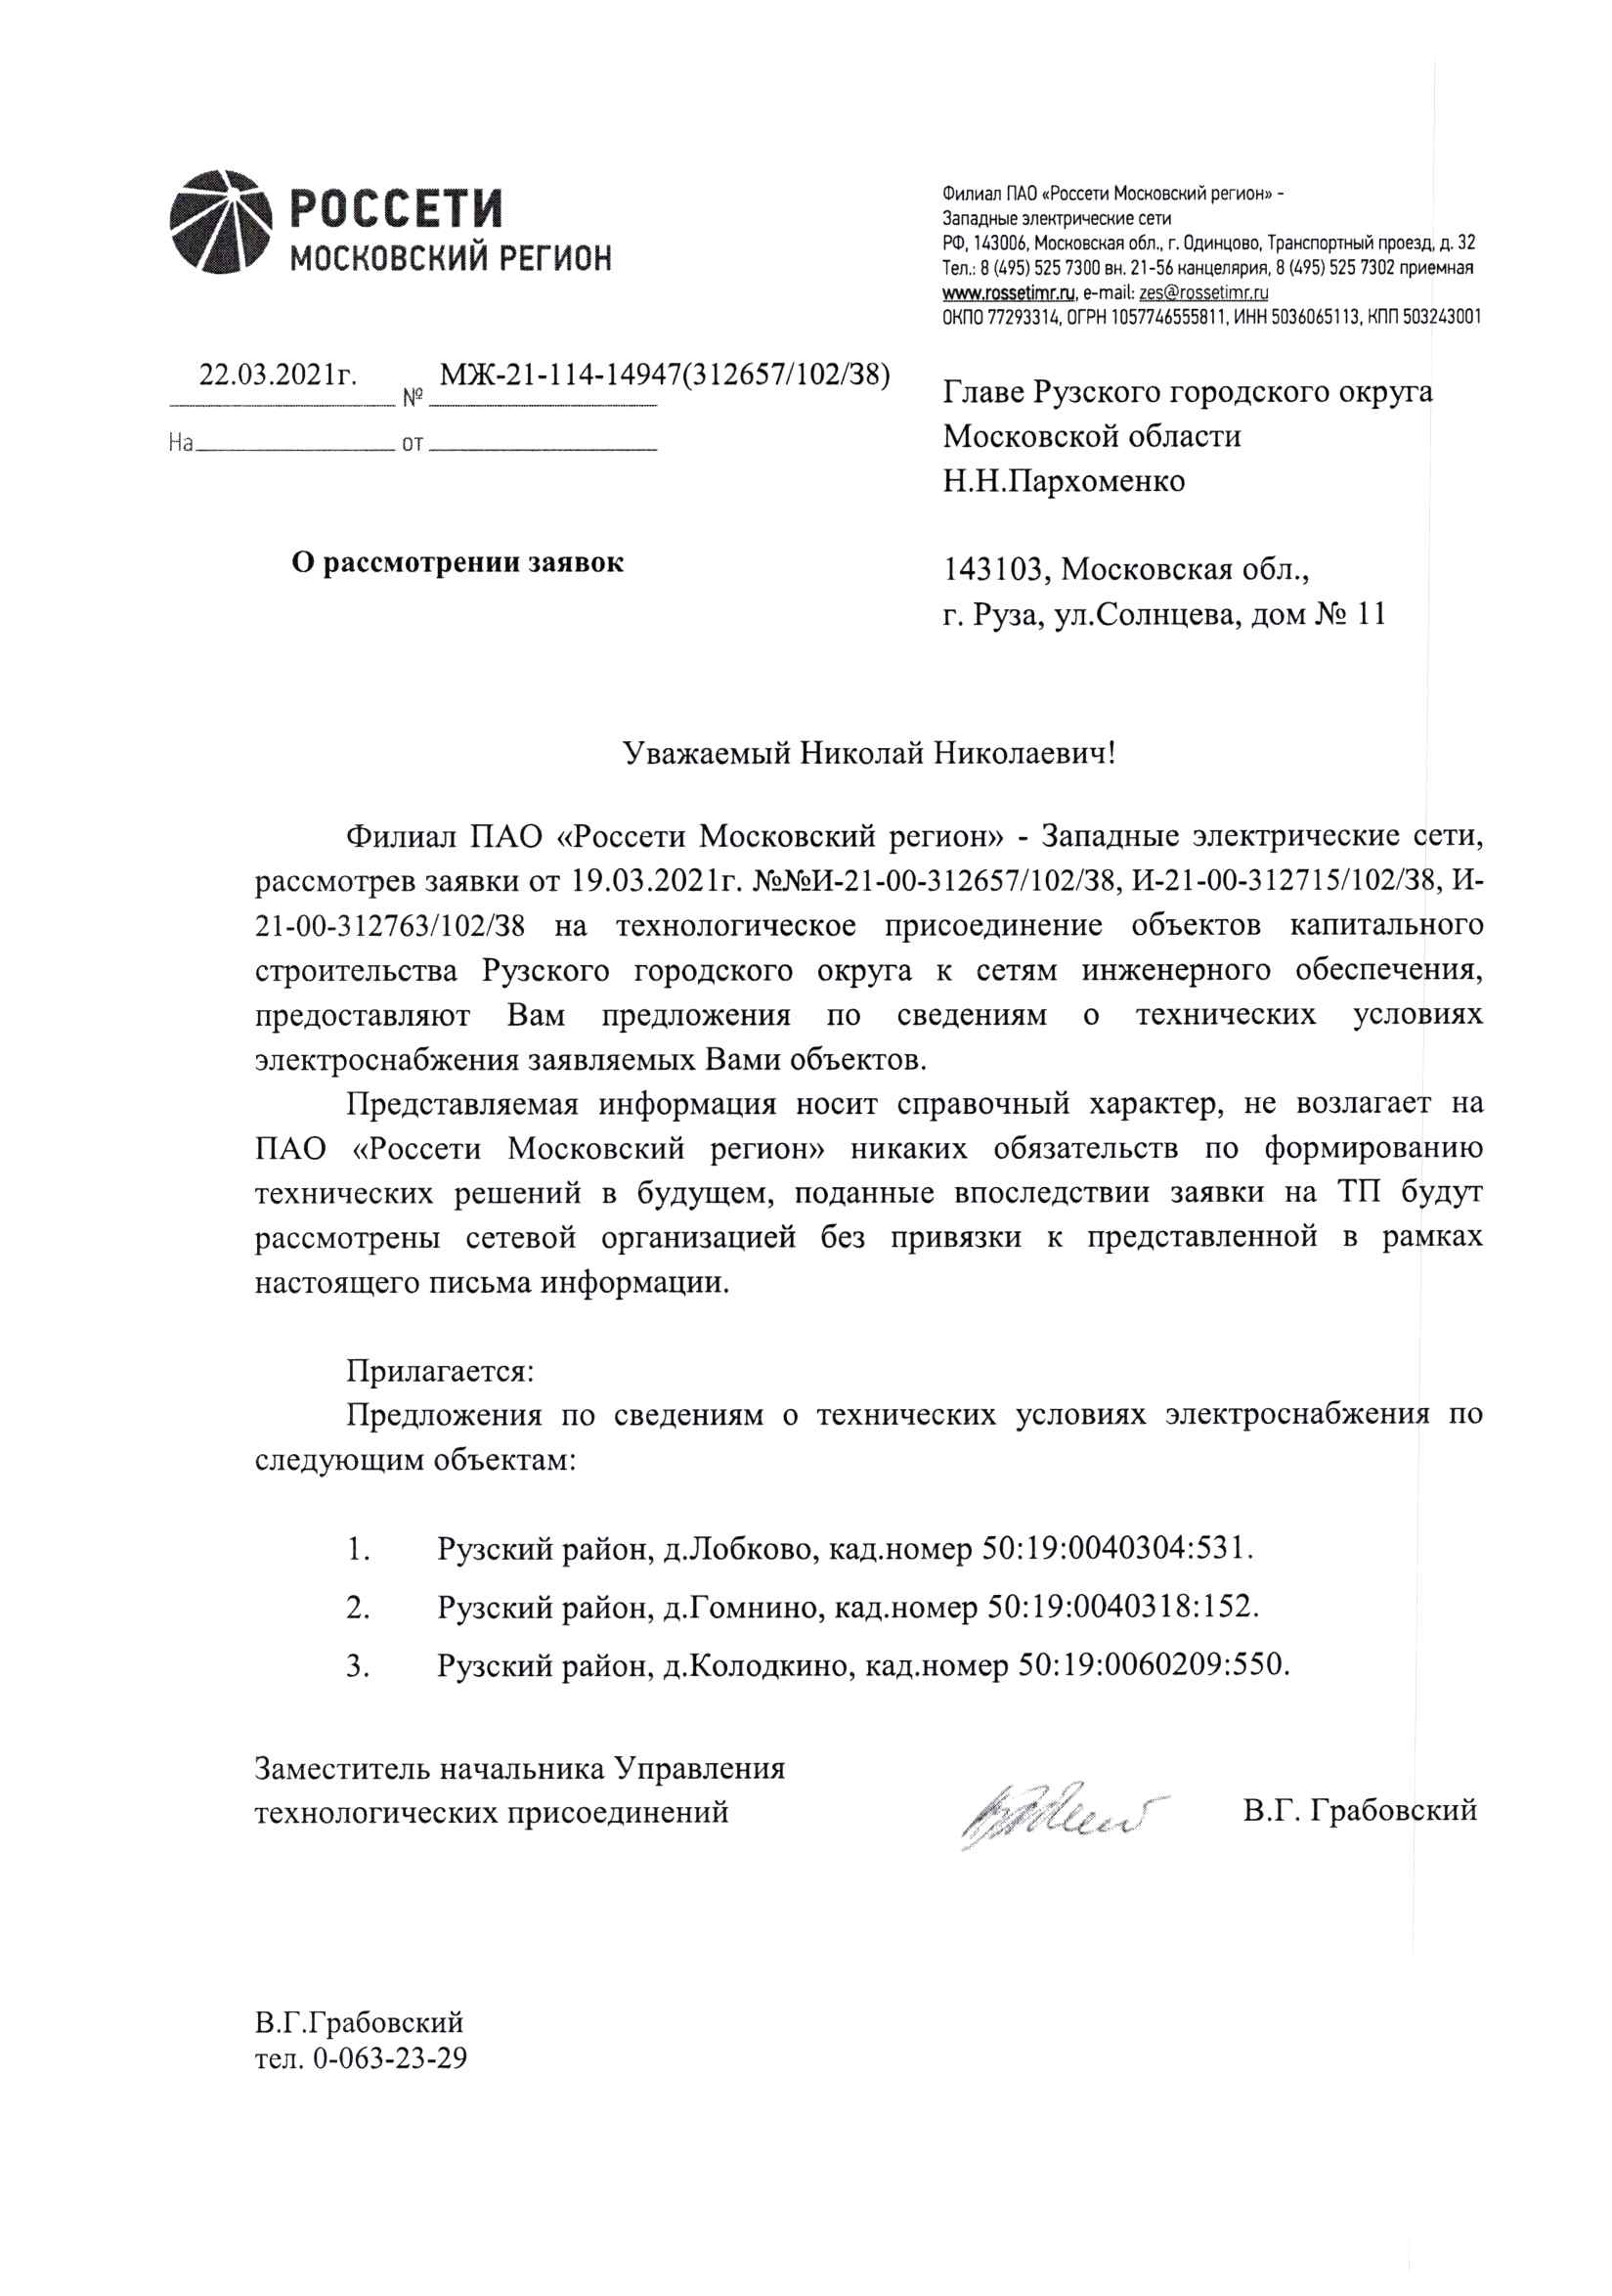 РОССЕТИ
МОСКОВСКИЙ РЕГИОН
Филиал ПАО «Россети Московский регион» -
Западные электрические сети
РФ, 143006, Московская обл., г. Одинцово, Транспортный проезд, д. 32
Тел.: 8 (495) 525 7300 вн. 21-56 канцелярия, 8 (495) 525 7302 приемная
www.rossetimr.ru, e-mail: zes@rossetimr.ru
ОКПО 77293314, ОГРН 1057746555811, ИНН 5036065113, КПП 503243001
22.03.2021г. № МЖ-21-114-14947(312657/102/З8)
На от
Главе Рузского городского округа
Московской области
Н.Н.Пархоменко
О рассмотрении заявок
143103, Московская обл.,
г. Руза, ул.Солнцева, дом № 11
Уважаемый Николай Николаевич!
Филиал ПАО «Россети Московский регион» - Западные электрические сети,
рассмотрев заявки от 19.03.2021г. №№И-21-00-312657/102/З8, И-21-00-312715/102/З8, И-
21-00-312763/102/З8 на технологическое присоединение объектов капитального
строительства Рузского городского округа к сетям инженерного обеспечения,
предоставляют Вам предложения по сведениям о технических условиях
электроснабжения заявляемых Вами объектов.
Представляемая информация носит справочный характер, не возлагает на
ПАО «Россети Московский регион» никаких обязательств по формированию
технических решений в будущем, поданные впоследствии заявки на ТП будут
рассмотрены сетевой организацией без привязки к представленной в рамках
настоящего письма информации.
Прилагается:
Предложения по сведениям о технических условиях электроснабжения по
следующим объектам:
1. Рузский район, д.Лобково, кад.номер 50:19:0040304:531.
2. Рузский район, д.Гомнино, кад.номер 50:19:0040318:152.
3. Рузский район, д.Колодкино, кад.номер 50:19:0060209:550.
Заместитель начальника Управления
технологических присоединений
В.Г. Грабовский
В.Г.Грабовский
тел. 0-063-23-29